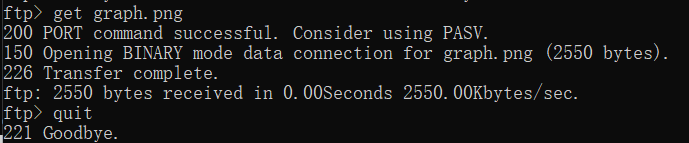 ftp> get graph.png
200 PORT command successful. Consider using PASV.
150 Opening BINARY mode data connection for graph.png (2550 bytes).
226 Transfer complete.
ftp: 2550 bytes received in 0.00Seconds 2550.00Kbytes/sec.
ftp> quit
221 Goodbye.